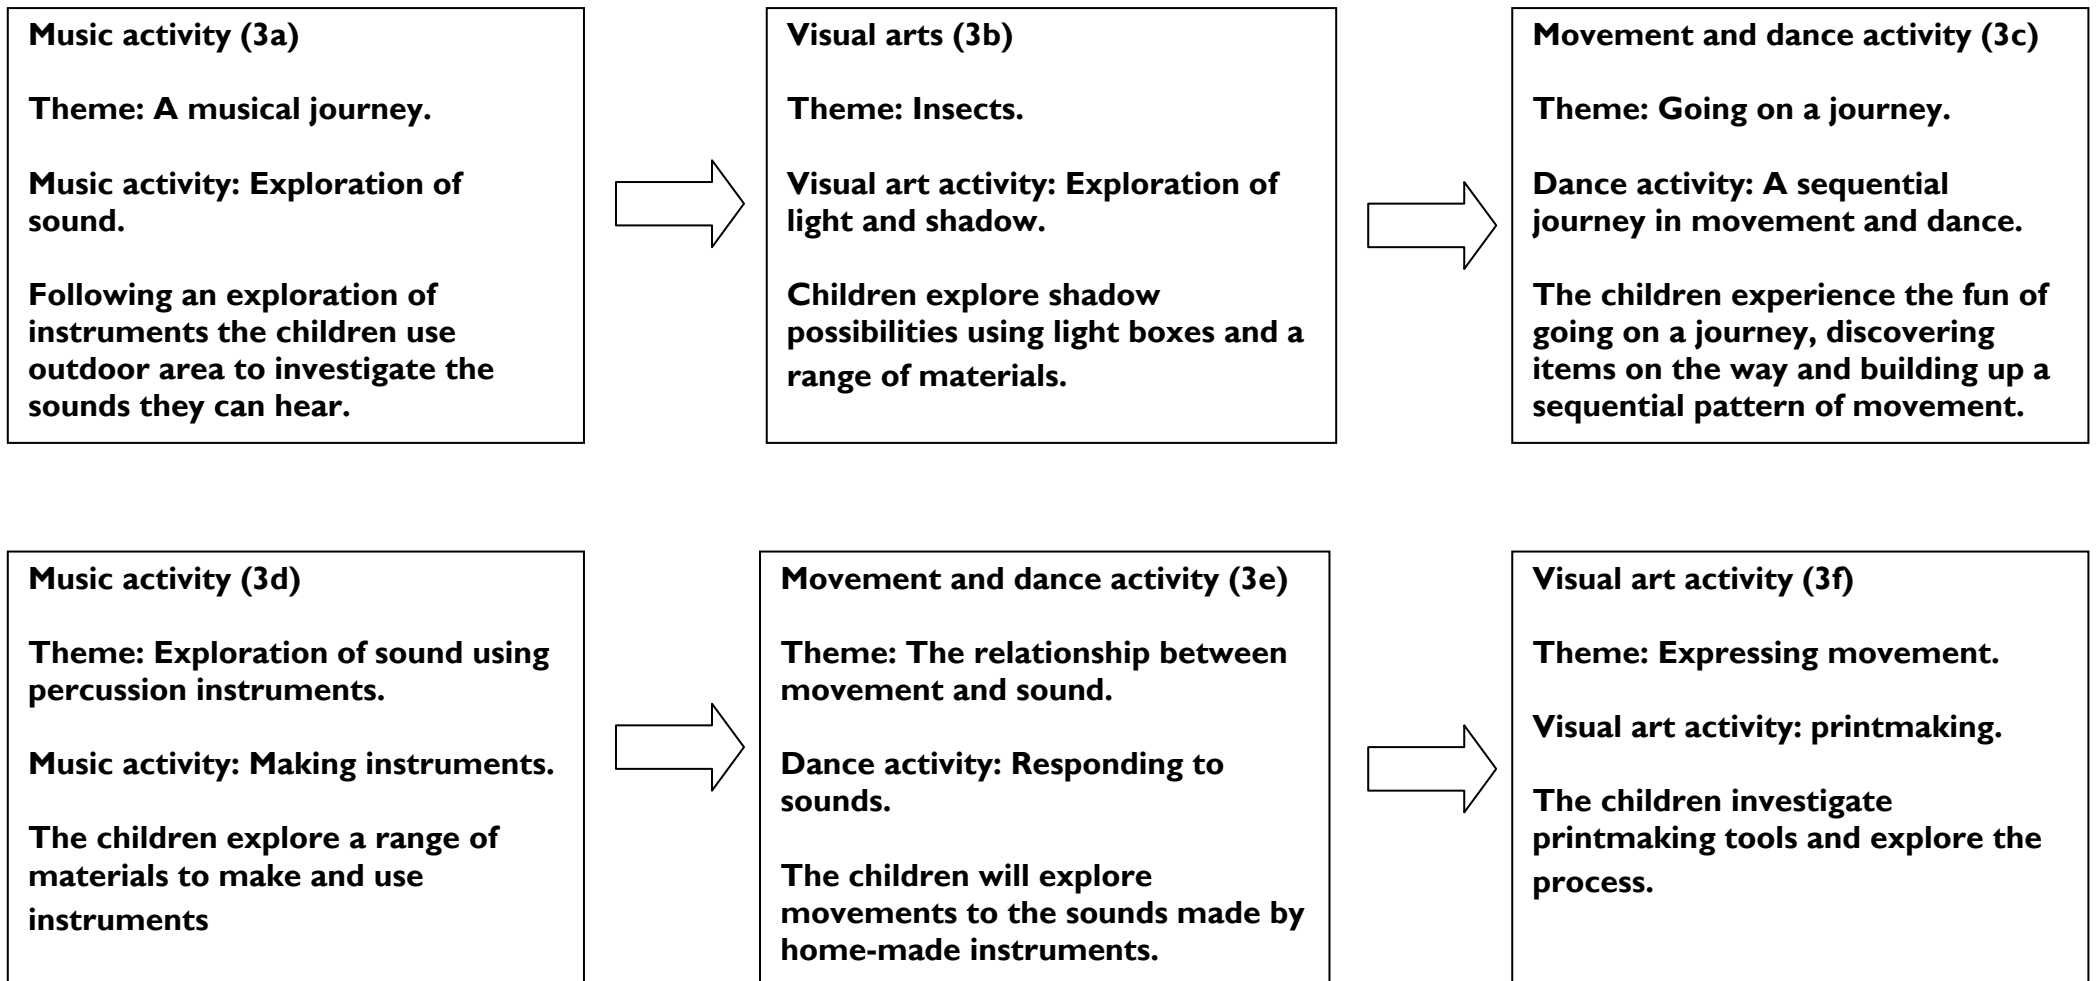 Music activity (3a)
Theme: A musical journey.
Music activity: Exploration of
sound.
Following an exploration of
instruments the children use
outdoor area to investigate the
sounds they can hear.
Visual arts (3b)
Theme: Insects.
Visual art activity: Exploration of
light and shadow.
Children explore shadow
possibilities using light boxes and a
range of materials.
Movement and dance activity (3c)
Theme: Going on a journey.
Dance activity: A sequential
journey in movement and dance.
The children experience the fun of
going on a journey, discovering
items on the way and building up a
sequential pattern of movement.
Music activity (3d)
Theme: Exploration of sound using
percussion instruments.
Music activity: Making instruments.
The children explore a range of
materials to make and use
instruments
Movement and dance activity (3e)
Theme: The relationship between
movement and sound.
Dance activity: Responding to
sounds.
The children will explore
movements to the sounds made by
home-made instruments.
Visual art activity (3f)
Theme: Expressing movement.
Visual art activity: printmaking.
The children investigate
printmaking tools and explore the
process.